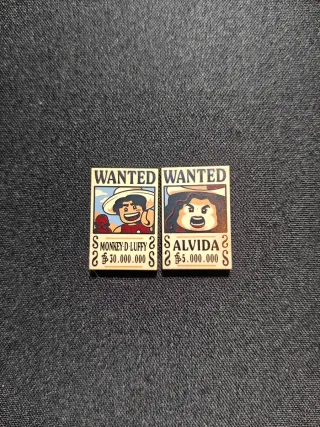 WANTED
MONKEY·D·LUFFY
฿30.000.000
WANTED
ALVIDA
฿5.000.000